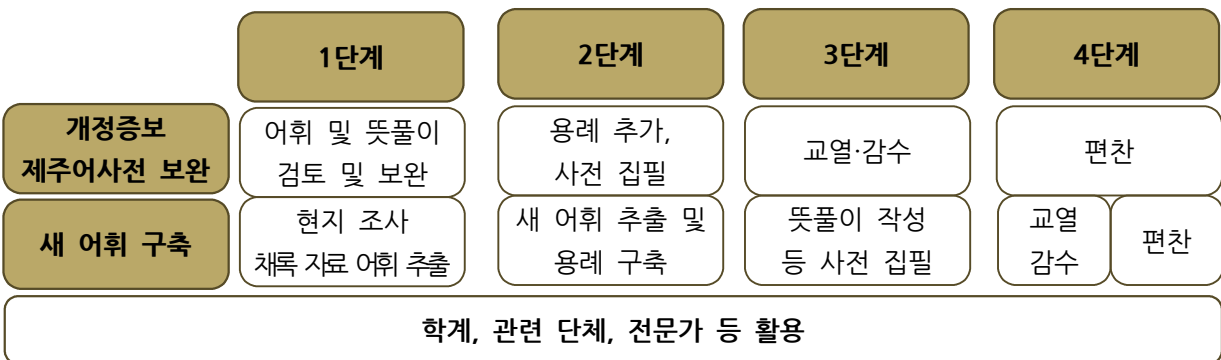 1단계
2단계
3단계
4단계
개정증보
제주어사전 보완
어휘 및 뜻풀이
검토 및 보완
용례 추가,
사전 집필
교열·감수
편찬
새 어휘 구축
현지 조사
채록 자료 어휘 추출
새 어휘 추출 및
용례 구축
뜻풀이 작성
등 사전 집필
교열
감수
편찬
학계, 관련 단체, 전문가 등 활용